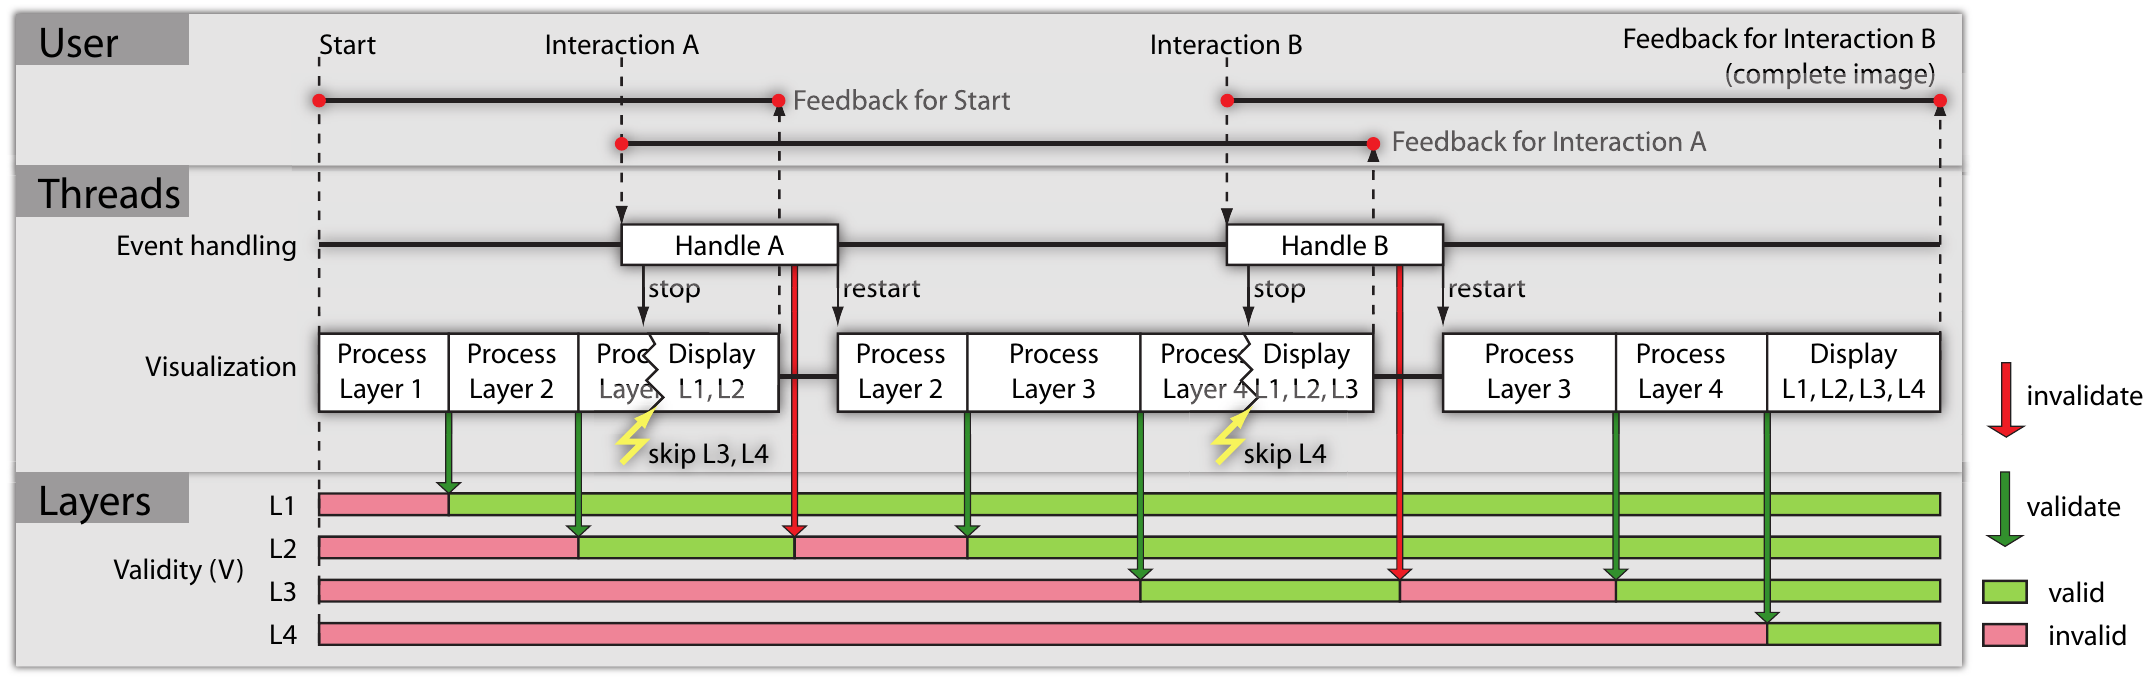 User
Start
Interaction A
Interaction B
Feedback for Interaction B
(complete image)
Feedback for Start
Feedback for Interaction A
Threads
Event handling
Handle A
Handle B
stop
restart
stop
restart
Visualization
Process
Layer 1
Process
Layer 2
Proc
Laye
Display
L1, L2
Process
Layer 2
Process
Layer 3
Proces
Layer 4
Display
L1, L2, L3
Process
Layer 3
Process
Layer 4
Display
L1, L2, L3, L4
skip L3, L4
skip L4
invalidate
validate
valid
invalid
Layers
Validity (V)
L1
L2
L3
L4